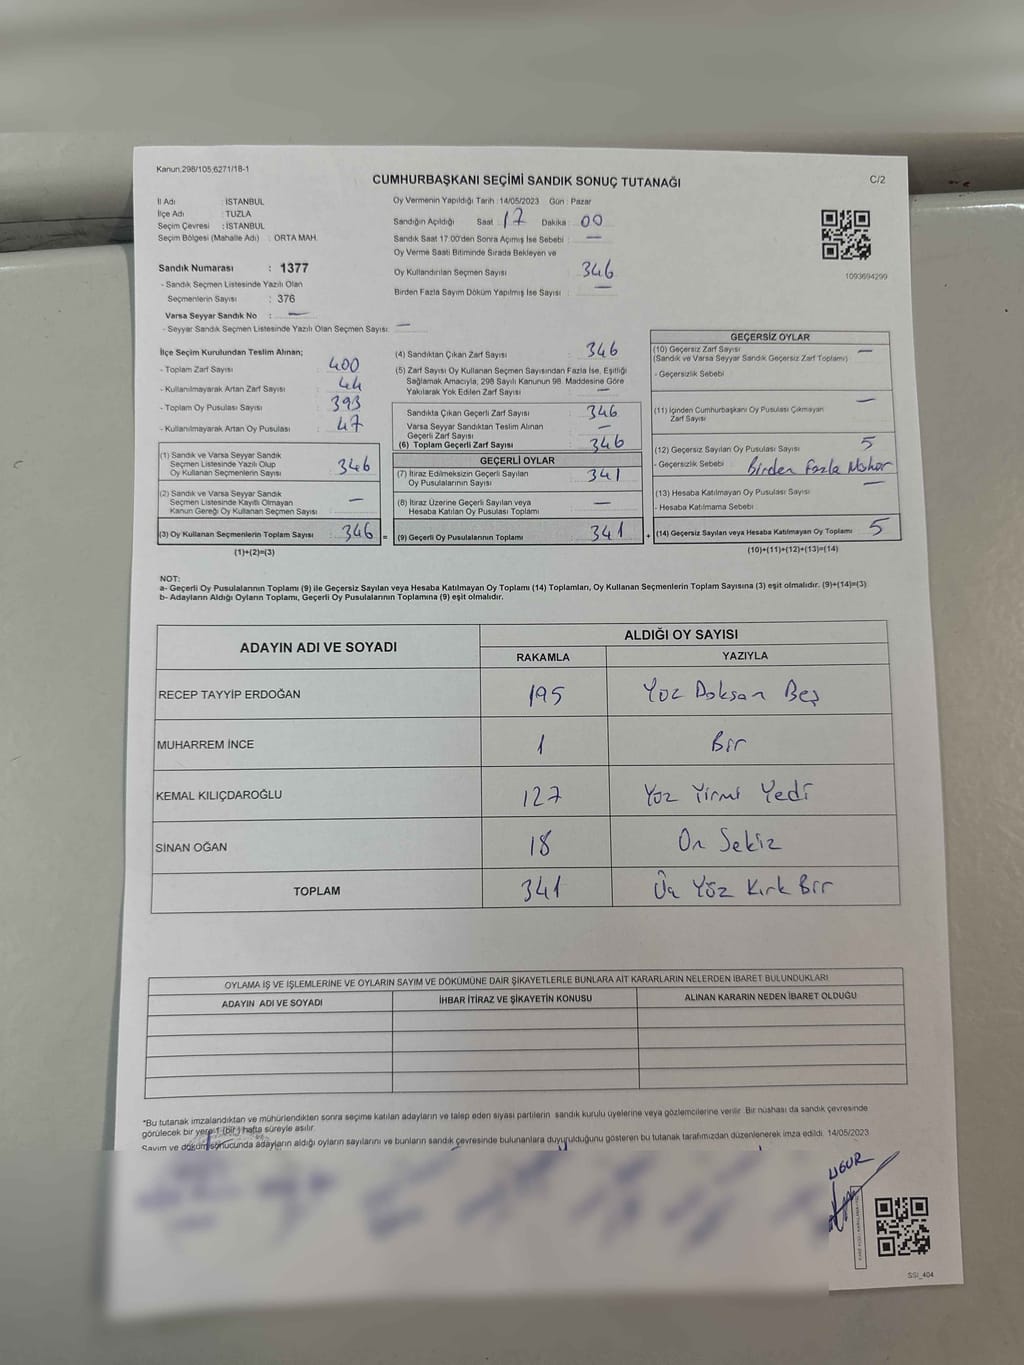 Kanun.298/105,6271/18-1
CUMHURBAŞKANI SEÇİMİ SANDIK SONUÇ TUTANAĞI
C/2
İl Adı : İSTANBUL
İlçe Adı : TUZLA
Seçim Çevresi : İSTANBUL
Seçim Bölgesi (Mahalle Adı) : ORTA MAH.
Sandık Numarası : 1377
- Sandık Seçmen Listesinde Yazılı Olan
Seçmenlerin Sayısı : 376
Varsa Seyyar Sandık No : —
- Seyyar Sandık Seçmen Listesinde Yazılı Olan Seçmen Sayısı: —
Oy Vermenin Yapıldığı Tarih : 14/05/2023 Gün : Pazar
Sandığın Açıldığı Saat : 17 Dakika : 00
Sandık Saat 17:00'den Sonra Açılmış İse Sebebi : —
Oy Verme Saati Bitiminde Sırada Bekleyen ve
Oy Kullandırılan Seçmen Sayısı : 346
Birden Fazla Sayım Döküm Yapılmış İse Sayısı : —
1093694299
İlçe Seçim Kurulundan Teslim Alınan;
- Toplam Zarf Sayısı : 400
- Kullanılmayarak Artan Zarf Sayısı : 44
- Toplam Oy Pusulası Sayısı : 393
- Kullanılmayarak Artan Oy Pusulası : 47
(1) Sandık ve Varsa Seyyar Sandık
Seçmen Listesinde Yazılı Olup
Oy Kullanan Seçmenlerin Sayısı : 346
(2) Sandık ve Varsa Seyyar Sandık
Seçmen Listesinde Kayıtlı Olmayan
Kanun Gereği Oy Kullanan Seçmen Sayısı : —
(3) Oy Kullanan Seçmenlerin Toplam Sayısı : 346 =
(1)+(2)=(3)
(4) Sandıktan Çıkan Zarf Sayısı : 346
(5) Zarf Sayısı Oy Kullanan Seçmen Sayısından Fazla İse, Eşitliği
Sağlamak Amacıyla, 298 Sayılı Kanunun 98. Maddesine Göre
Yakılarak Yok Edilen Zarf Sayısı : —
Sandıkta Çıkan Geçerli Zarf Sayısı : 346
Varsa Seyyar Sandıktan Teslim Alınan
Geçerli Zarf Sayısı : —
(6) Toplam Geçerli Zarf Sayısı : 346
GEÇERLİ OYLAR
(7) İtiraz Edilmeksizin Geçerli Sayılan
Oy Pusulalarının Sayısı : 341
(8) İtiraz Üzerine Geçerli Sayılan veya
Hesaba Katılan Oy Pusulası Toplamı : —
(9) Geçerli Oy Pusulalarının Toplamı : 341 +
GEÇERSİZ OYLAR
(10) Geçersiz Zarf Sayısı : —
(Sandık ve Varsa Seyyar Sandık Geçersiz Zarf Toplamı)
- Geçersizlik Sebebi :
(11) İçinden Cumhurbaşkanı Oy Pusulası Çıkmayan
Zarf Sayısı : —
(12) Geçersiz Sayılan Oy Pusulası Sayısı : 5
- Geçersizlik Sebebi : Birden Fazla Mühür
(13) Hesaba Katılmayan Oy Pusulası Sayısı : —
- Hesaba Katılmama Sebebi :
(14) Geçersiz Sayılan veya Hesaba Katılmayan Oy Toplamı : 5
(10)+(11)+(12)+(13)=(14)
NOT:
a- Geçerli Oy Pusulalarının Toplamı (9) ile Geçersiz Sayılan veya Hesaba Katılmayan Oy Toplamı (14) Toplamları, Oy Kullanan Seçmenlerin Toplam Sayısına (3) eşit olmalıdır. (9)+(14)=(3)
b- Adayların Aldığı Oyların Toplamı, Geçerli Oy Pusulalarının Toplamına (9) eşit olmalıdır.
ADAYIN ADI VE SOYADI
ALDIĞI OY SAYISI
RAKAMLA YAZIYLA
RECEP TAYYİP ERDOĞAN 195 Yüz Doksan Beş
MUHARREM İNCE 1 Bir
KEMAL KILIÇDAROĞLU 127 Yüz Yirmi Yedi
SİNAN OĞAN 18 On Sekiz
TOPLAM 341 Üç Yüz Kırk Bir
OYLAMA İŞ VE İŞLEMLERİNE VE OYLARIN SAYIM VE DÖKÜMÜNE DAİR ŞİKAYETLERLE BUNLARA AİT KARARLARIN NELERDEN İBARET BULUNDUKLARI
ADAYIN ADI VE SOYADI İHBAR İTİRAZ VE ŞİKAYETİN KONUSU ALINAN KARARIN NEDEN İBARET OLDUĞU
*Bu tutanak imzalandıktan ve mühürlendikten sonra seçime katılan adayların ve talep eden siyasi partilerin sandık kurulu üyelerine veya gözlemcilerine verilir. Bir nüshası da sandık çevresinde
görülecek bir yere 1 (bir) hafta süreyle asılır.
Sayım ve döküm sonucunda adayların aldığı oyların sayılarını ve bunların sandık çevresinde bulunanlara duyurulduğunu gösteren bu tutanak tarafımızdan düzenlenerek imza edildi. 14/05/2023
UĞUR
SSI_404